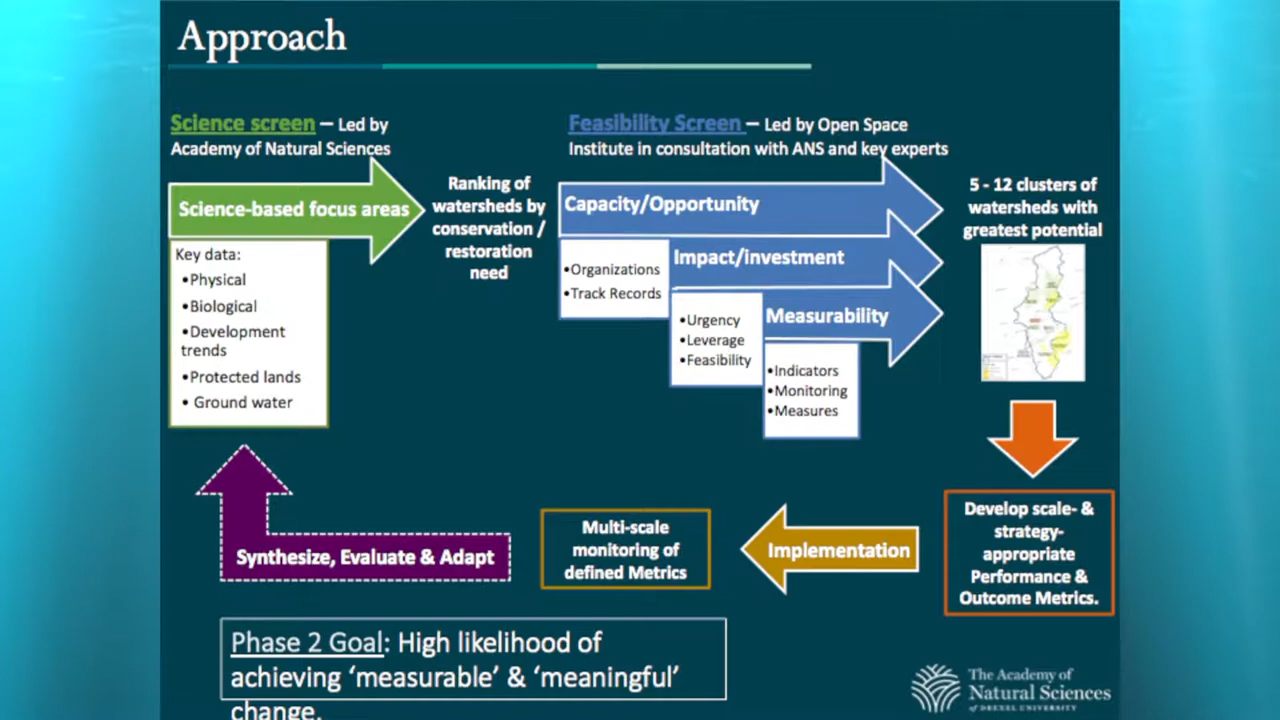 Approach
Science screen – Led by
Academy of Natural Sciences
Feasibility Screen – Led by Open Space
Institute in consultation with ANS and key experts
Science-based focus areas
Key data:
•Physical
•Biological
•Development
trends
•Protected lands
• Ground water
Ranking of
watersheds by
conservation /
restoration
need
Capacity/Opportunity
•Organizations
•Track Records
Impact/investment
•Urgency
•Leverage
•Feasibility
Measurability
•Indicators
•Monitoring
•Measures
5 - 12 clusters of
watersheds with
greatest potential
Develop scale- &
strategy-
appropriate
Performance &
Outcome Metrics.
Implementation
Multi-scale
monitoring of
defined Metrics
Synthesize, Evaluate & Adapt
Phase 2 Goal: High likelihood of
achieving ‘measurable’ & ‘meaningful’
change.
The Academy of
Natural Sciences
of DREXEL UNIVERSITY